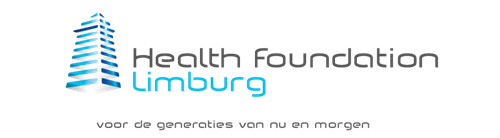 Health Foundation
Limburg
voor de generaties van nu en morgen